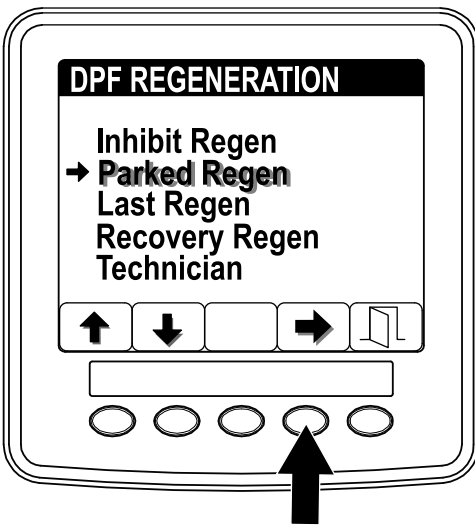 DPF REGENERATION
Inhibit Regen
Parked Regen
Last Regen
Recovery Regen
Technician